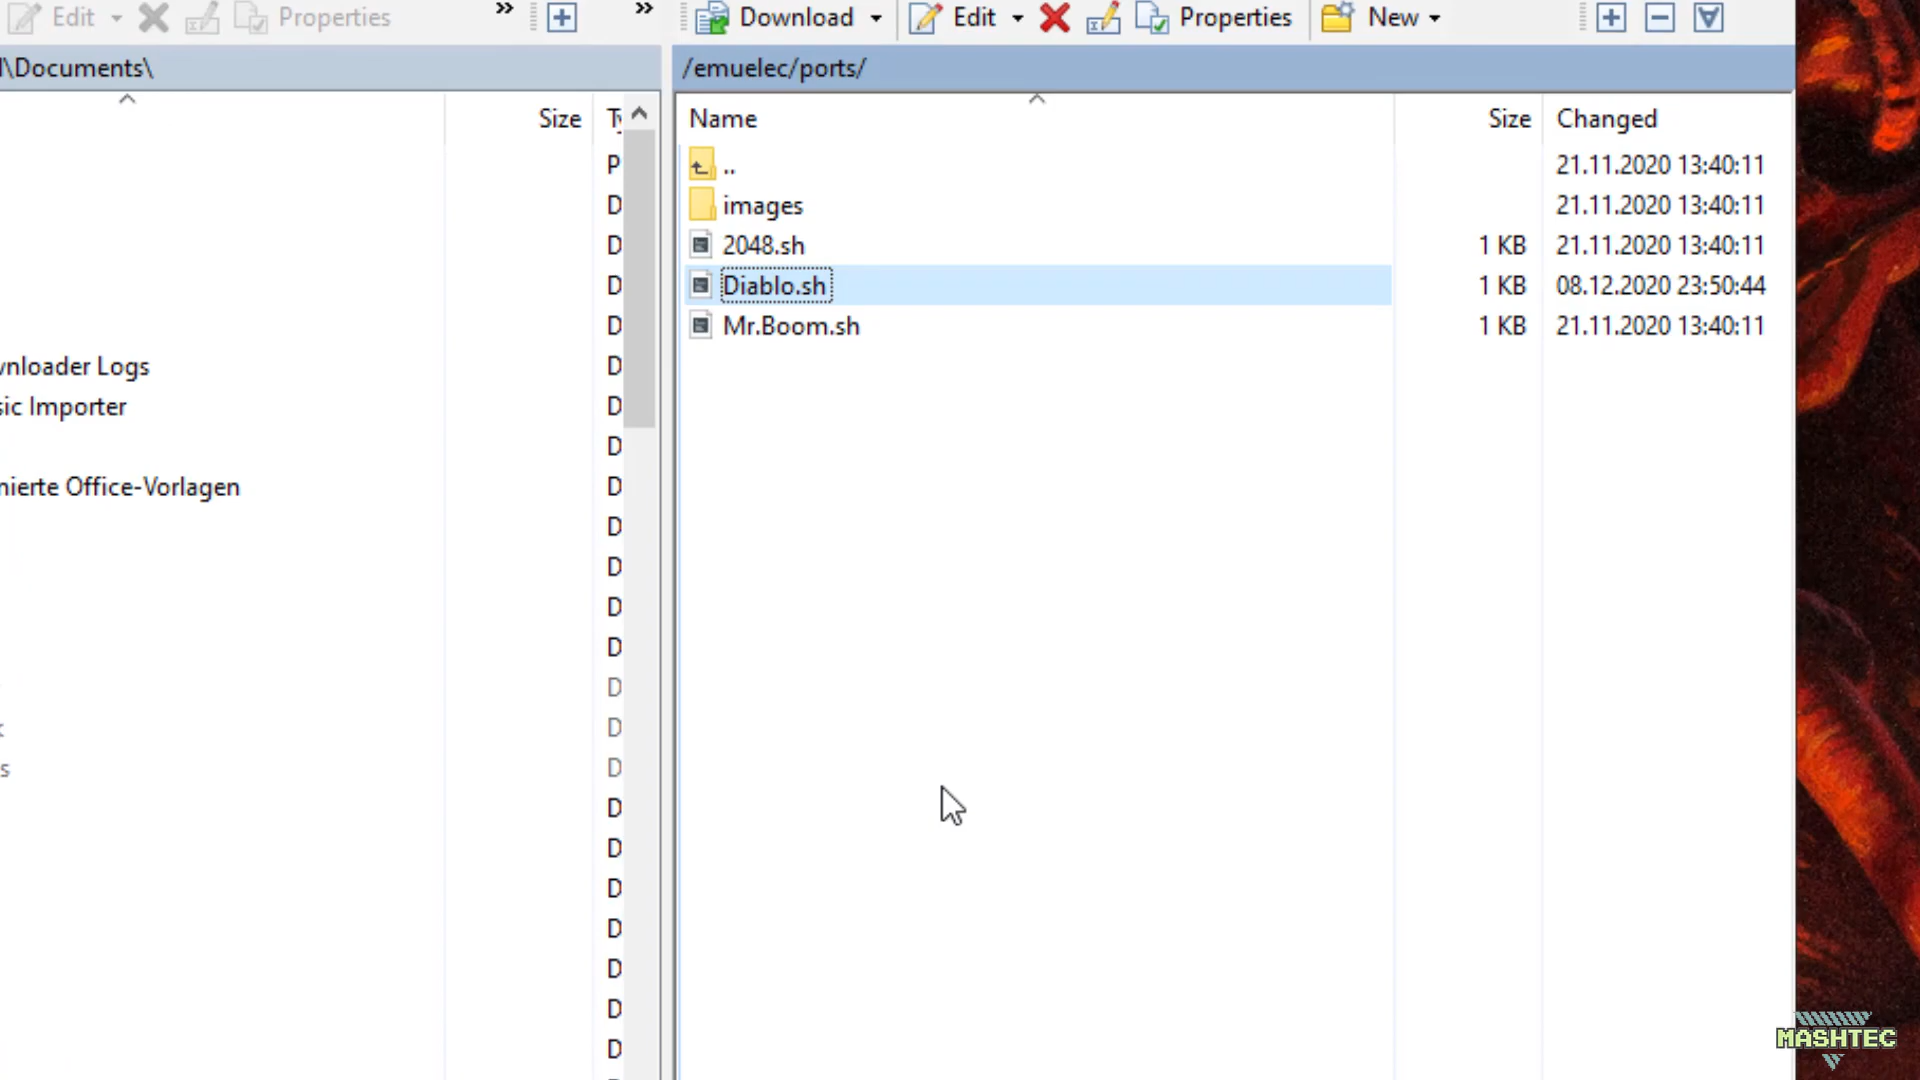 Edit Properties » » Download Edit Properties New
\Documents\ /emuelec/ports/
Size Name Size Changed
P .. 21.11.2020 13:40:11
D images 21.11.2020 13:40:11
D 2048.sh 1 KB 21.11.2020 13:40:11
D Diablo.sh 1 KB 08.12.2020 23:50:44
D Mr.Boom.sh 1 KB 21.11.2020 13:40:11
wnloader Logs D
sic Importer D
D
nierte Office-Vorlagen D
D
D
D
D
D
D
s D
D
D
D
D
D
D
D
MASHTEC